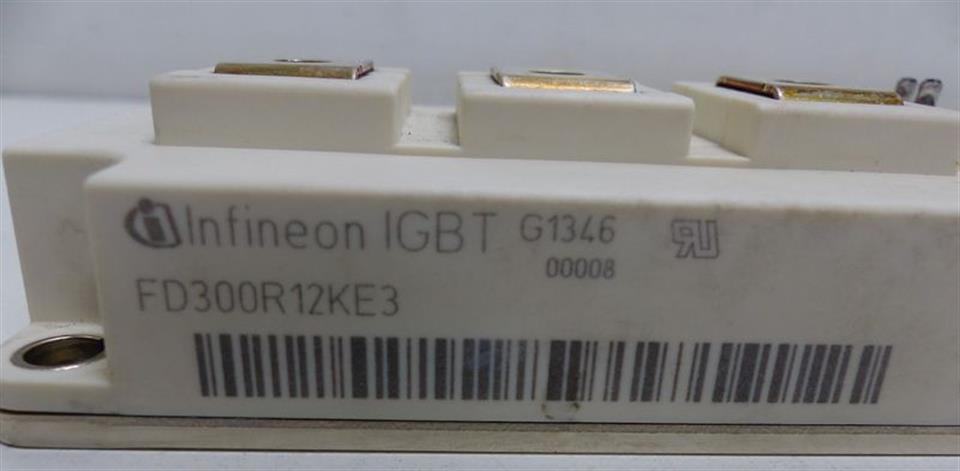 Infineon IGBT G1346
00008
FD300R12KE3